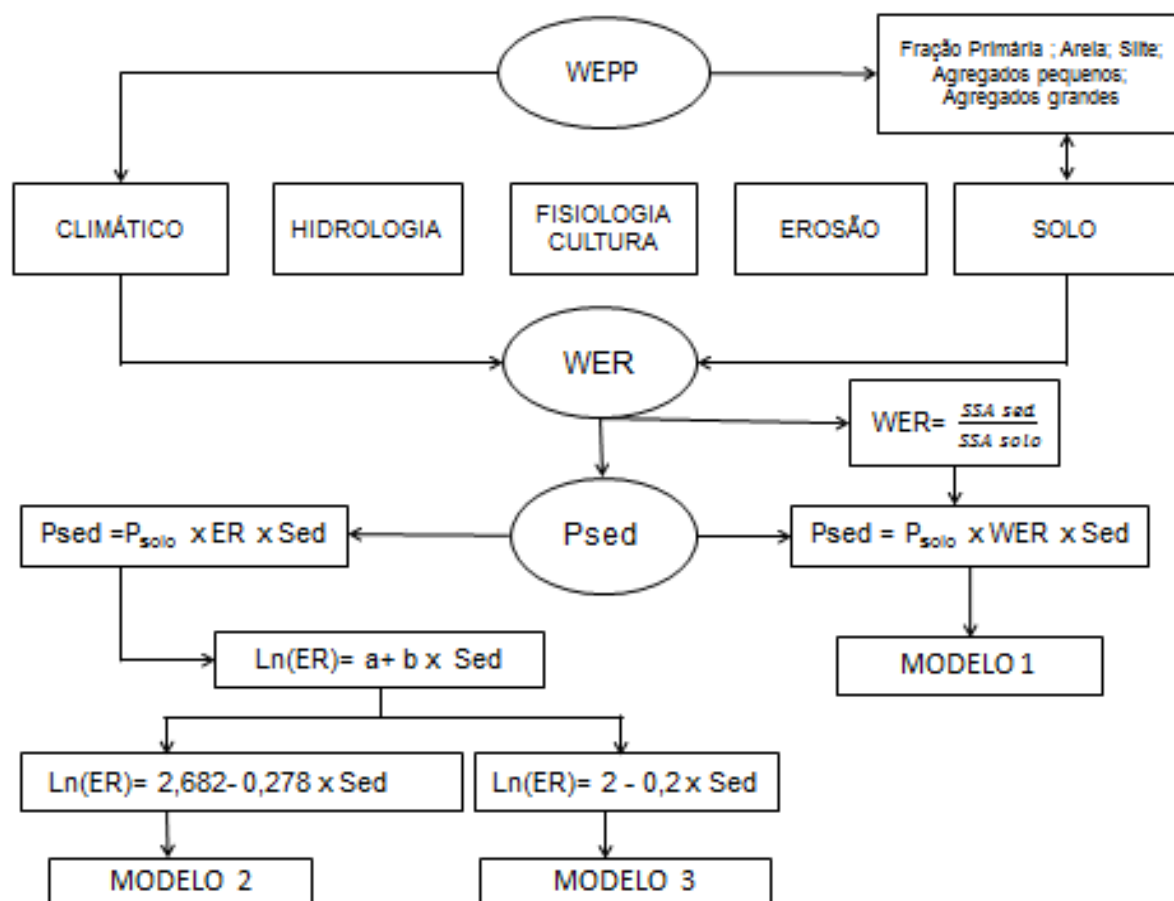 WEPP
Fração Primária ; Areia; Silte;
Agregados pequenos;
Agregados grandes
CLIMÁTICO
HIDROLOGIA
FISIOLOGIA
CULTURA
EROSÃO
SOLO
WER
WER= SSA sed
SSA solo
Psed =Psolo x ER x Sed
Psed
Psed = Psolo x WER x Sed
Ln(ER)= a+ b x Sed
MODELO 1
Ln(ER)= 2,682- 0,278 x Sed
Ln(ER)= 2 - 0,2 x Sed
MODELO 2
MODELO 3